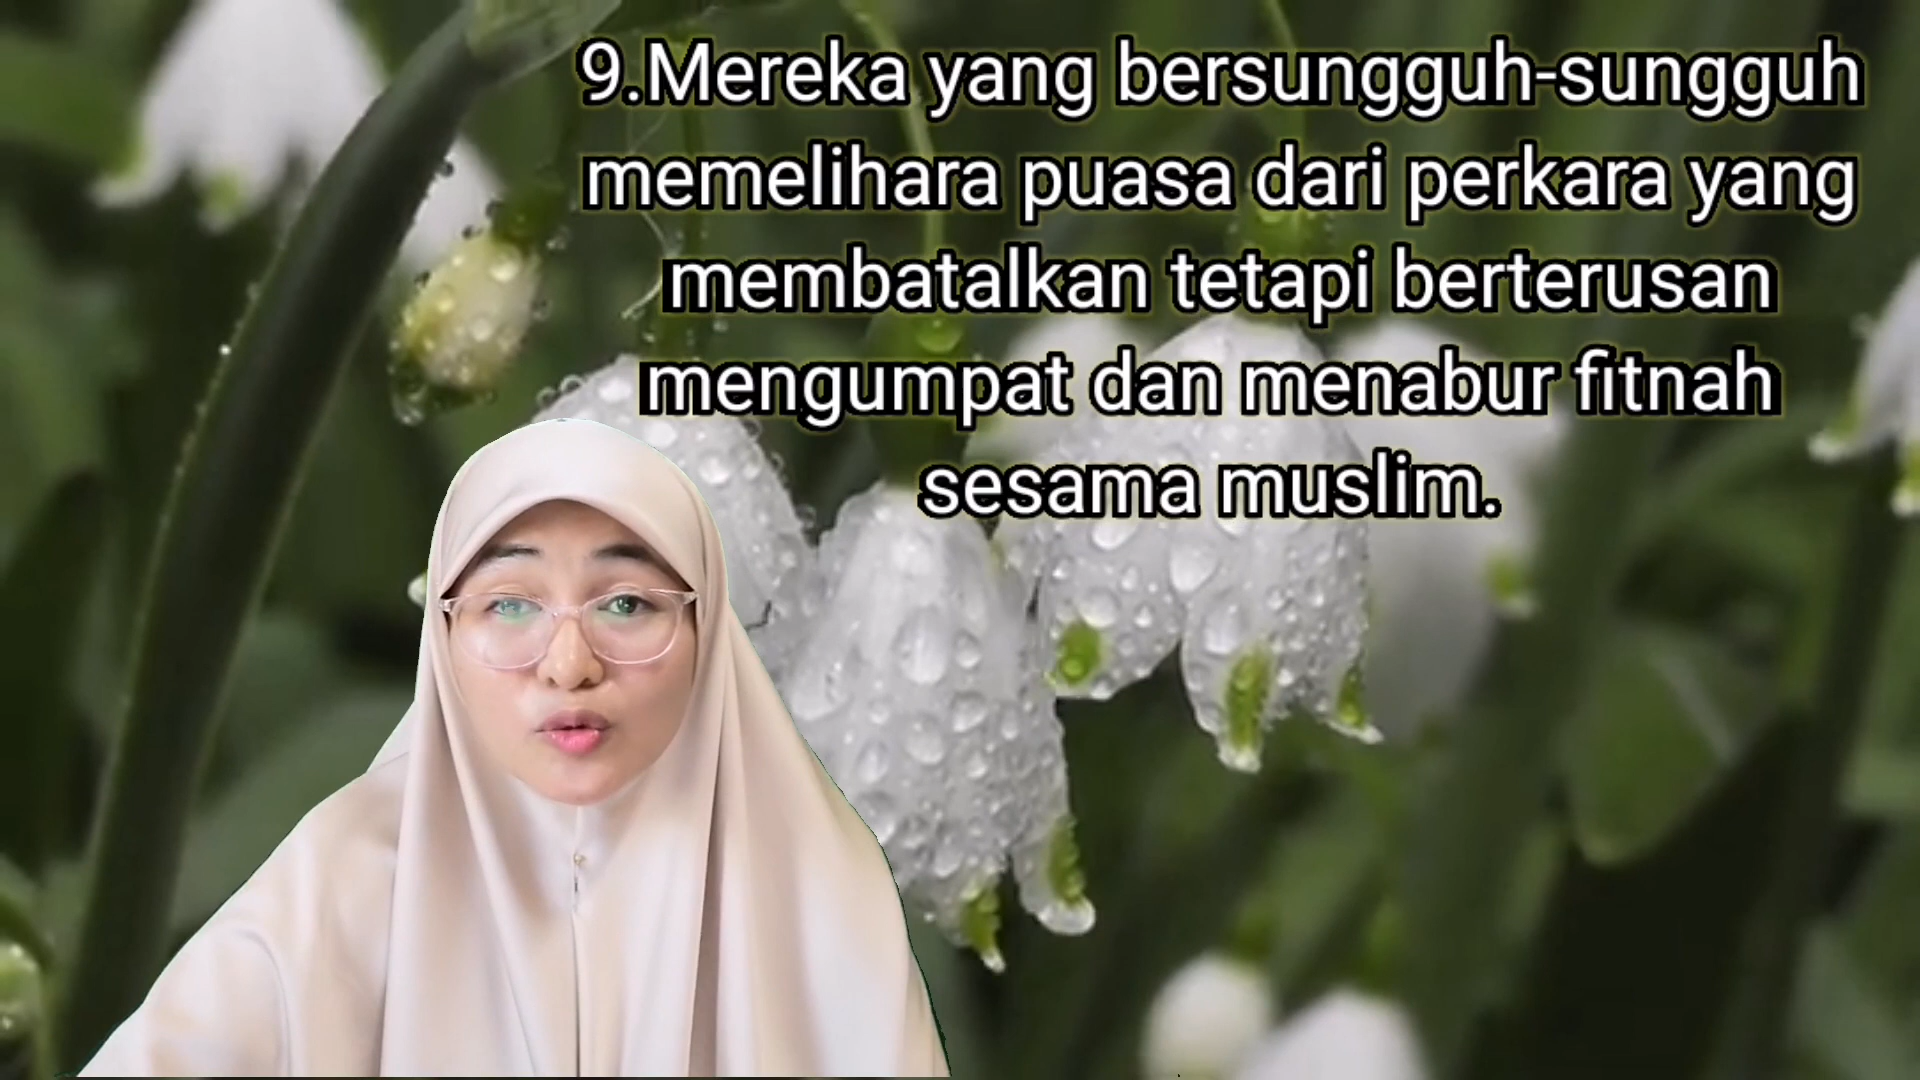 9.Mereka yang bersungguh-sungguh
memelihara puasa dari perkara yang
membatalkan tetapi berterusan
mengumpat dan menabur fitnah
sesama muslim.